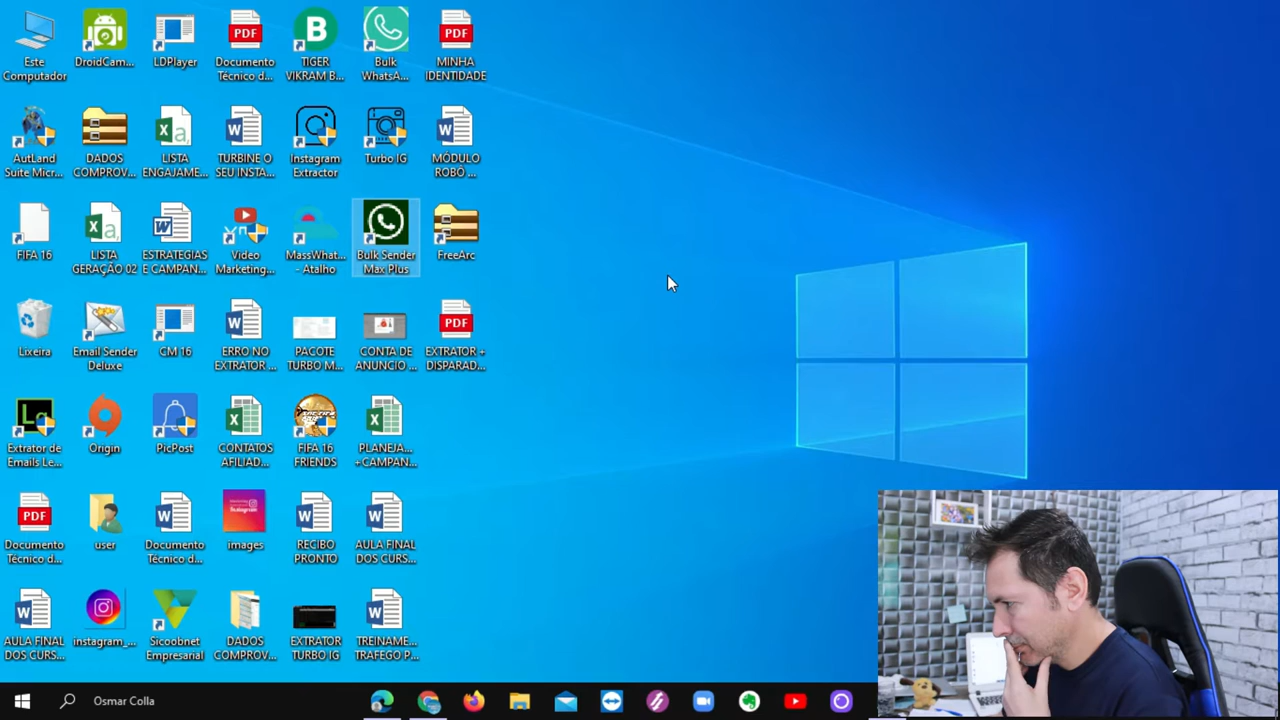 Este
Computador
DroidCam...
LDPlayer
PDF
Documento
Técnico d...
B
TIGER
VIKRAM B...
Bulk
WhatsA...
PDF
MINHA
IDENTIDADE
AutLand
Suite Micr...
DADOS
COMPROV...
LISTA
ENGAJAME...
TURBINE O
SEU INSTA...
Instagram
Extractor
Turbo IG
MÓDULO
ROBÔ ...
FIFA 16
LISTA
GERAÇÃO 02
ESTRATEGIAS
E CAMPAN...
Video
Marketing...
MassWhat...
- Atalho
Bulk Sender
Max Plus
FreeArc
Lixeira
Email Sender
Deluxe
CM 16
ERRO NO
EXTRATOR ...
PACOTE
TURBO M...
CONTA DE
ANUNCIO ...
PDF
EXTRATOR +
DISPARAD...
Extrator de
Emails Le...
Origin
PicPost
CONTATOS
AFILIAD...
FIFA 16
FRIENDS
PLANEJA...
+CAMPAN...
PDF
Documento
Técnico d...
user
Documento
Técnico d...
images
RECIBO
PRONTO
AULA FINAL
DOS CURS...
AULA FINAL
DOS CURS...
instagram_...
Sicoobnet
Empresarial
DADOS
COMPROV...
EXTRATOR
TURBO IG
TREINAME...
TRAFEGO P...
Osmar Colla